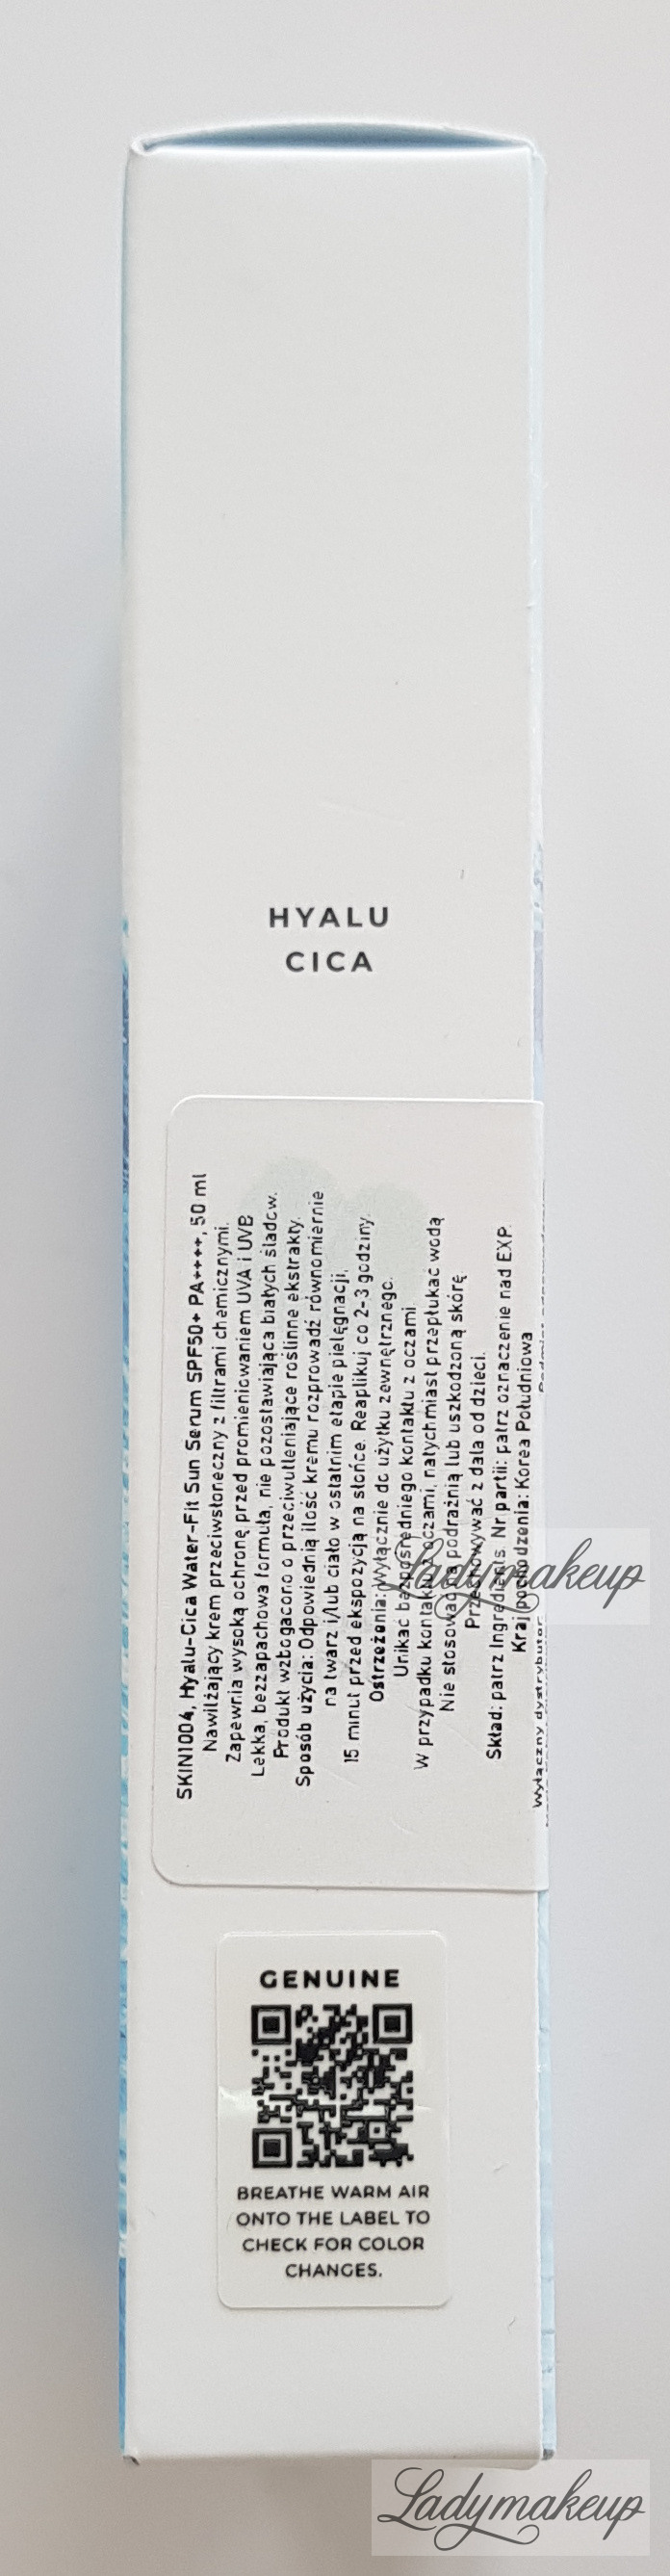 HYALU
CICA
SKIN1004, Hyalu-Cica Water-Fit Sun Serum SPF50+ PA++++, 50 ml
Nawilżający krem przeciwsłoneczny z filtrami chemicznymi.
Zapewnia wysoką ochronę przed promieniowaniem UVA i UVB.
Lekka, bezzapachowa formuła, nie pozostawiająca białych śladów.
Produkt wzbogacono o przeciwutleniające roślinne ekstrakty.
Sposób użycia: Odpowiednią ilość kremu rozprowadź równomiernie
na twarz i/lub ciało w ostatnim etapie pielęgnacji,
15 minut przed ekspozycją na słońce. Reaplikuj co 2-3 godziny.
Ostrzeżenia: Wyłącznie do użytku zewnętrznego.
Unikać bezpośredniego kontaktu z oczami.
W przypadku kontaktu z oczami, natychmiast przepłukać wodą
Nie stosować na podrażnią lub uszkodzoną skórę.
Przechowywać z dala od dzieci.
Skład: patrz Ingredients. Nr partii: patrz oznaczenie nad EXP.
Kraj pochodzenia: Korea Południowa
Wyłączny dystrybutor
GENUINE
BREATHE WARM AIR
ONTO THE LABEL TO
CHECK FOR COLOR
CHANGES.
Ladymakeup
Ladymakeup